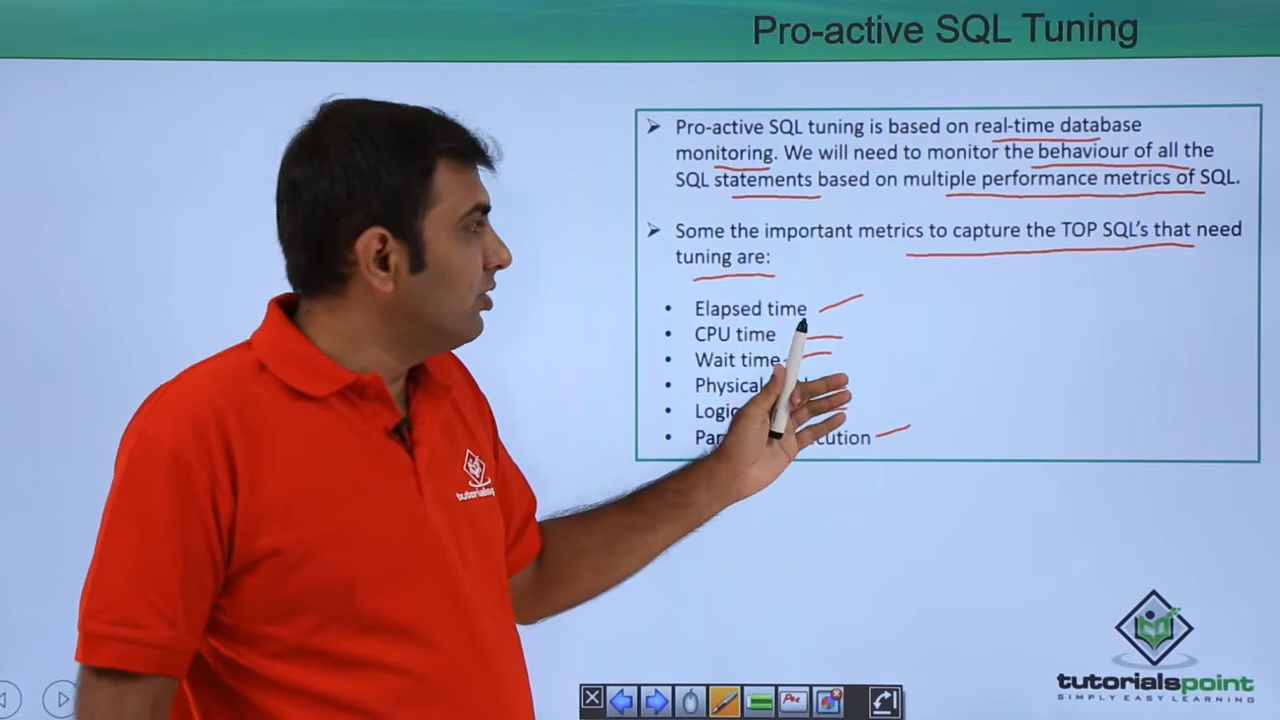 Pro-active SQL Tuning
Pro-active SQL tuning is based on real-time database
monitoring. We will need to monitor the behaviour of all the
SQL statements based on multiple performance metrics of SQL.
Some the important metrics to capture the TOP SQL's that need
tuning are:
Elapsed time
CPU time
Wait time
Physical
tutorialspoint
SIMPLY EASY LEARNING